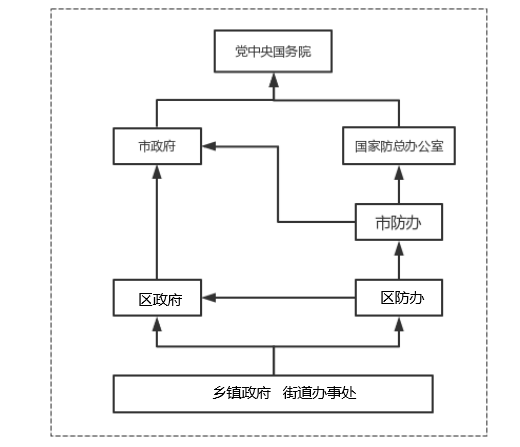 党中央国务院
市政府
国家防总办公室
市防办
区政府
区防办
乡镇政府 街道办事处